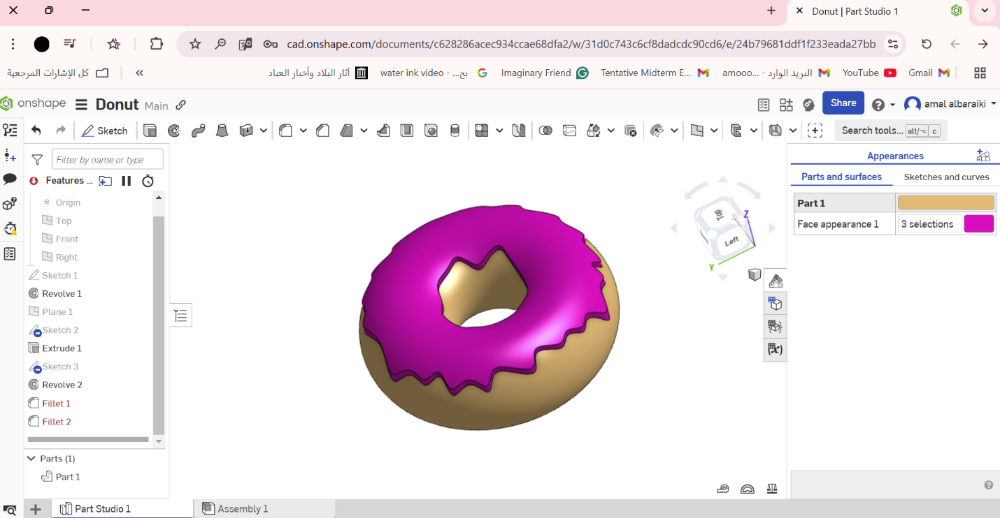 Donut | Part Studio 1
cad.onshape.com/documents/c628286acec934ccae68dfa2/w/31d0c743c6cf8dadcdc90cd6/e/24b79681ddf1f233eada27bb
كل الإشارات المرجعية
آثار البلاد وأخبار العباد
water ink video - بح...
Imaginary Friend
Tentative Midterm E...
البريد الوارد - amooo...
YouTube
Gmail
onshape
Donut Main
Share
amal albaraiki
Sketch
Search tools... alt/⌥ c
Filter by name or type
Features ...
Origin
Top
Front
Right
Sketch 1
Revolve 1
Plane 1
Sketch 2
Extrude 1
Sketch 3
Revolve 2
Fillet 1
Fillet 2
Parts (1)
Part 1
Top
Left
X
Z
Y
Appearances
Parts and surfaces
Sketches and curves
Part 1
Face appearance 1
3 selections
Part Studio 1
Assembly 1